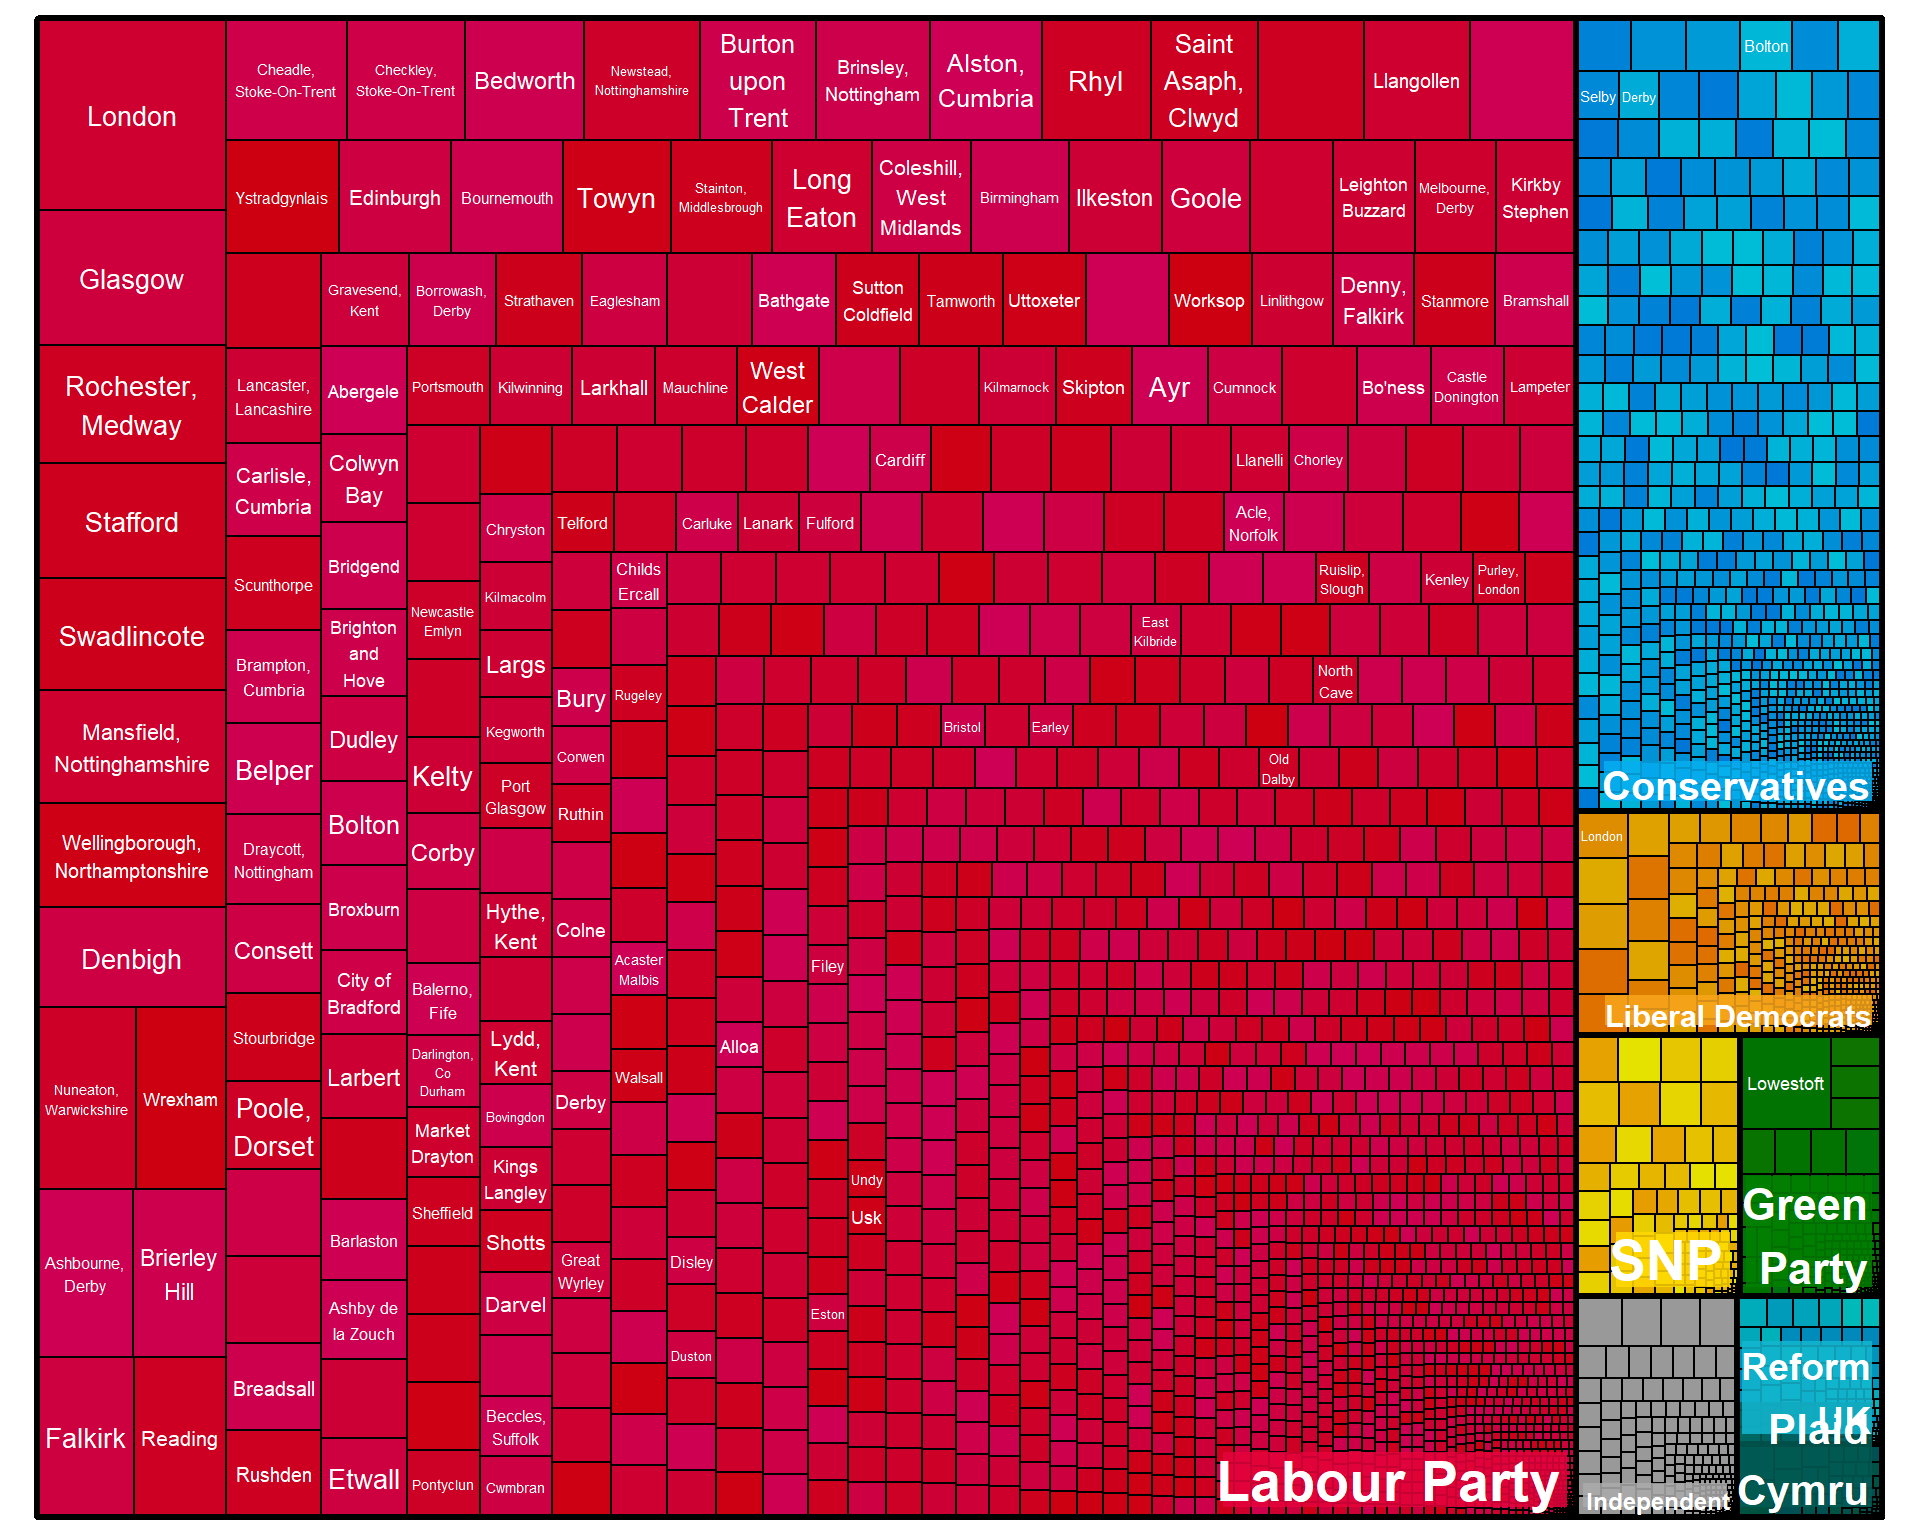 London
Cheadle,
Stoke-On-Trent
Checkley,
Stoke-On-Trent
Bedworth
Newstead,
Nottinghamshire
Burton
upon
Trent
Brinsley,
Nottingham
Alston,
Cumbria
Rhyl
Saint
Asaph,
Clwyd
Llangollen
Bolton
Selby
Derby
Ystradgynlais
Edinburgh
Bournemouth
Towyn
Stainton,
Middlesbrough
Long
Eaton
Coleshill,
West
Midlands
Birmingham
Ilkeston
Goole
Leighton
Buzzard
Melbourne,
Derby
Kirkby
Stephen
Glasgow
Gravesend,
Kent
Borrowash,
Derby
Strathaven
Eaglesham
Bathgate
Sutton
Coldfield
Tamworth
Uttoxeter
Worksop
Linlithgow
Denny,
Falkirk
Stanmore
Bramshall
Rochester,
Medway
Lancaster,
Lancashire
Abergele
Portsmouth
Kilwinning
Larkhall
Mauchline
West
Calder
Kilmarnock
Skipton
Ayr
Cumnock
Bo'ness
Castle
Donington
Lampeter
Stafford
Carlisle,
Cumbria
Colwyn
Bay
Cardiff
Llanelli
Chorley
Chryston
Telford
Carluke
Lanark
Fulford
Acle,
Norfolk
Swadlincote
Scunthorpe
Bridgend
Newcastle
Emlyn
Kilmacolm
Childs
Ercall
Ruislip,
Slough
Kenley
Purley,
London
Brampton,
Cumbria
Brighton
and
Hove
Largs
Bury
Rugeley
East
Kilbride
North
Cave
Mansfield,
Nottinghamshire
Belper
Dudley
Kelty
Kegworth
Port
Glasgow
Corwen
Ruthin
Bristol
Earley
Old
Dalby
Conservatives
Wellingborough,
Northamptonshire
Draycott,
Nottingham
Bolton
Corby
London
Denbigh
Consett
Broxburn
City of
Bradford
Balerno,
Fife
Hythe,
Kent
Colne
Acaster
Malbis
Filey
Liberal Democrats
Nuneaton,
Warwickshire
Wrexham
Stourbridge
Poole,
Dorset
Larbert
Darlington,
Co
Durham
Market
Drayton
Lydd,
Kent
Bovingdon
Kings
Langley
Derby
Walsall
Alloa
Undy
Usk
Lowestoft
Green
Party
SNP
Ashbourne,
Derby
Brierley
Hill
Barlaston
Ashby de
la Zouch
Sheffield
Shotts
Darvel
Great
Wyrley
Disley
Duston
Eston
Falkirk
Reading
Breadsall
Rushden
Etwall
Pontyclun
Beccles,
Suffolk
Cwmbran
Labour Party
Independent
Reform
UK
Plaid
Cymru